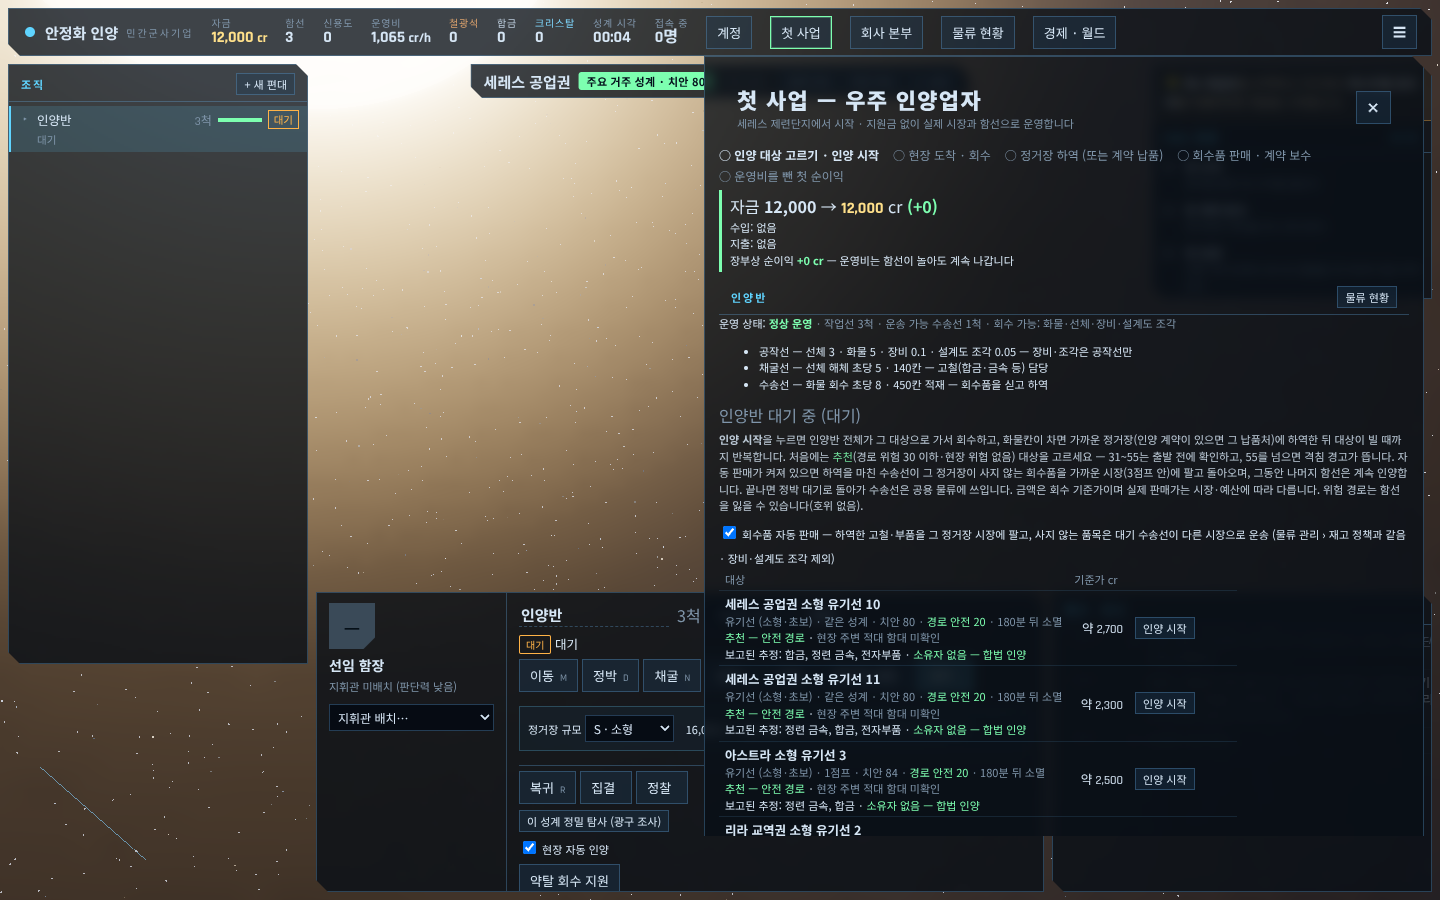 안정화 인양 민간군사기업
자금 12,000 cr
함선 3
신용도 0
운영비 1,065 cr/h
철광석 0
합금 0
크리스탈 0
성계 시각 00:04
접속 중 0명
계정
첫 사업
회사 본부
물류 현황
경제 · 월드
☰
조직
+ 새 편대
인양반 3척 대기
대기
세레스 공업권 주요 거주 성계 · 치안 80
첫 사업 — 우주 인양업자
세레스 제련단지에서 시작 · 지원금 없이 실제 시장과 함선으로 운영합니다
×
○ 인양 대상 고르기 · 인양 시작 ○ 현장 도착 · 회수 ○ 정거장 하역 (또는 계약 납품) ○ 회수품 판매 · 계약 보수
○ 운영비를 뺀 첫 순이익
자금 12,000 → 12,000 cr (+0)
수입: 없음
지출: 없음
장부상 순이익 +0 cr — 운영비는 함선이 놀아도 계속 나갑니다
인양반
물류 현황
운영 상태: 정상 운영 · 작업선 3척 · 운송 가능 수송선 1척 · 회수 가능: 화물·선체·장비·설계도 조각
• 공작선 — 선체 3 · 화물 5 · 장비 0.1 · 설계도 조각 0.05 — 장비·조각은 공작선만
• 채굴선 — 선체 해체 초당 5 · 140칸 — 고철(합금·금속 등) 담당
• 수송선 — 화물 회수 초당 8 · 450칸 적재 — 회수품을 싣고 하역
인양반 대기 중 (대기)
인양 시작을 누르면 인양반 전체가 그 대상으로 가서 회수하고, 화물칸이 차면 가까운 정거장(인양 계약이 있으면 그 납품처)에 하역한 뒤 대상이 빌 때까
지 반복합니다. 처음에는 추천(경로 위험 30 이하·현장 위협 없음) 대상을 고르세요 — 31~55는 출발 전에 확인하고, 55를 넘으면 격침 경고가 뜹니다. 자
동 판매가 켜져 있으면 하역을 마친 수송선이 그 정거장이 사지 않는 회수품을 가까운 시장(3점프 안)에 팔고 돌아오며, 그동안 나머지 함선은 계속 인양합
니다. 끝나면 정박 대기로 돌아가 수송선은 공용 물류에 쓰입니다. 금액은 회수 기준가이며 실제 판매가는 시장·예산에 따라 다릅니다. 위험 경로는 함선
을 잃을 수 있습니다(호위 없음).
회수품 자동 판매 — 하역한 고철·부품을 그 정거장 시장에 팔고, 사지 않는 품목은 대기 수송선이 다른 시장으로 운송 (물류 관리 › 재고 정책과 같음
· 장비·설계도 조각 제외)
대상 기준가 cr
세레스 공업권 소형 유기선 10
유기선 (소형·초보) · 같은 성계 · 치안 80 · 경로 안전 20 · 180분 뒤 소멸
추천 — 안전 경로 · 현장 주변 적대 함대 미확인
보고된 추정: 합금, 정련 금속, 전자부품 · 소유자 없음 — 합법 인양
약 2,700 인양 시작
세레스 공업권 소형 유기선 11
유기선 (소형·초보) · 같은 성계 · 치안 80 · 경로 안전 20 · 180분 뒤 소멸
추천 — 안전 경로 · 현장 주변 적대 함대 미확인
보고된 추정: 정련 금속, 합금, 전자부품 · 소유자 없음 — 합법 인양
약 2,300 인양 시작
아스트라 소형 유기선 3
유기선 (소형·초보) · 1점프 · 치안 84 · 경로 안전 20 · 180분 뒤 소멸
추천 — 안전 경로 · 현장 주변 적대 함대 미확인
보고된 추정: 정련 금속, 합금 · 소유자 없음 — 합법 인양
약 2,500 인양 시작
리라 교역권 소형 유기선 2
—
선임 함장
지휘관 미배치 (판단력 낮음)
지휘관 배치…
인양반 3척
대기 대기
이동 M
정박 D
채굴 N
정거장 규모 S · 소형 16,0
복귀 R
집결
정찰
이 성계 정밀 탐사 (광구 조사)
현장 자동 인양
약탈 회수 지원